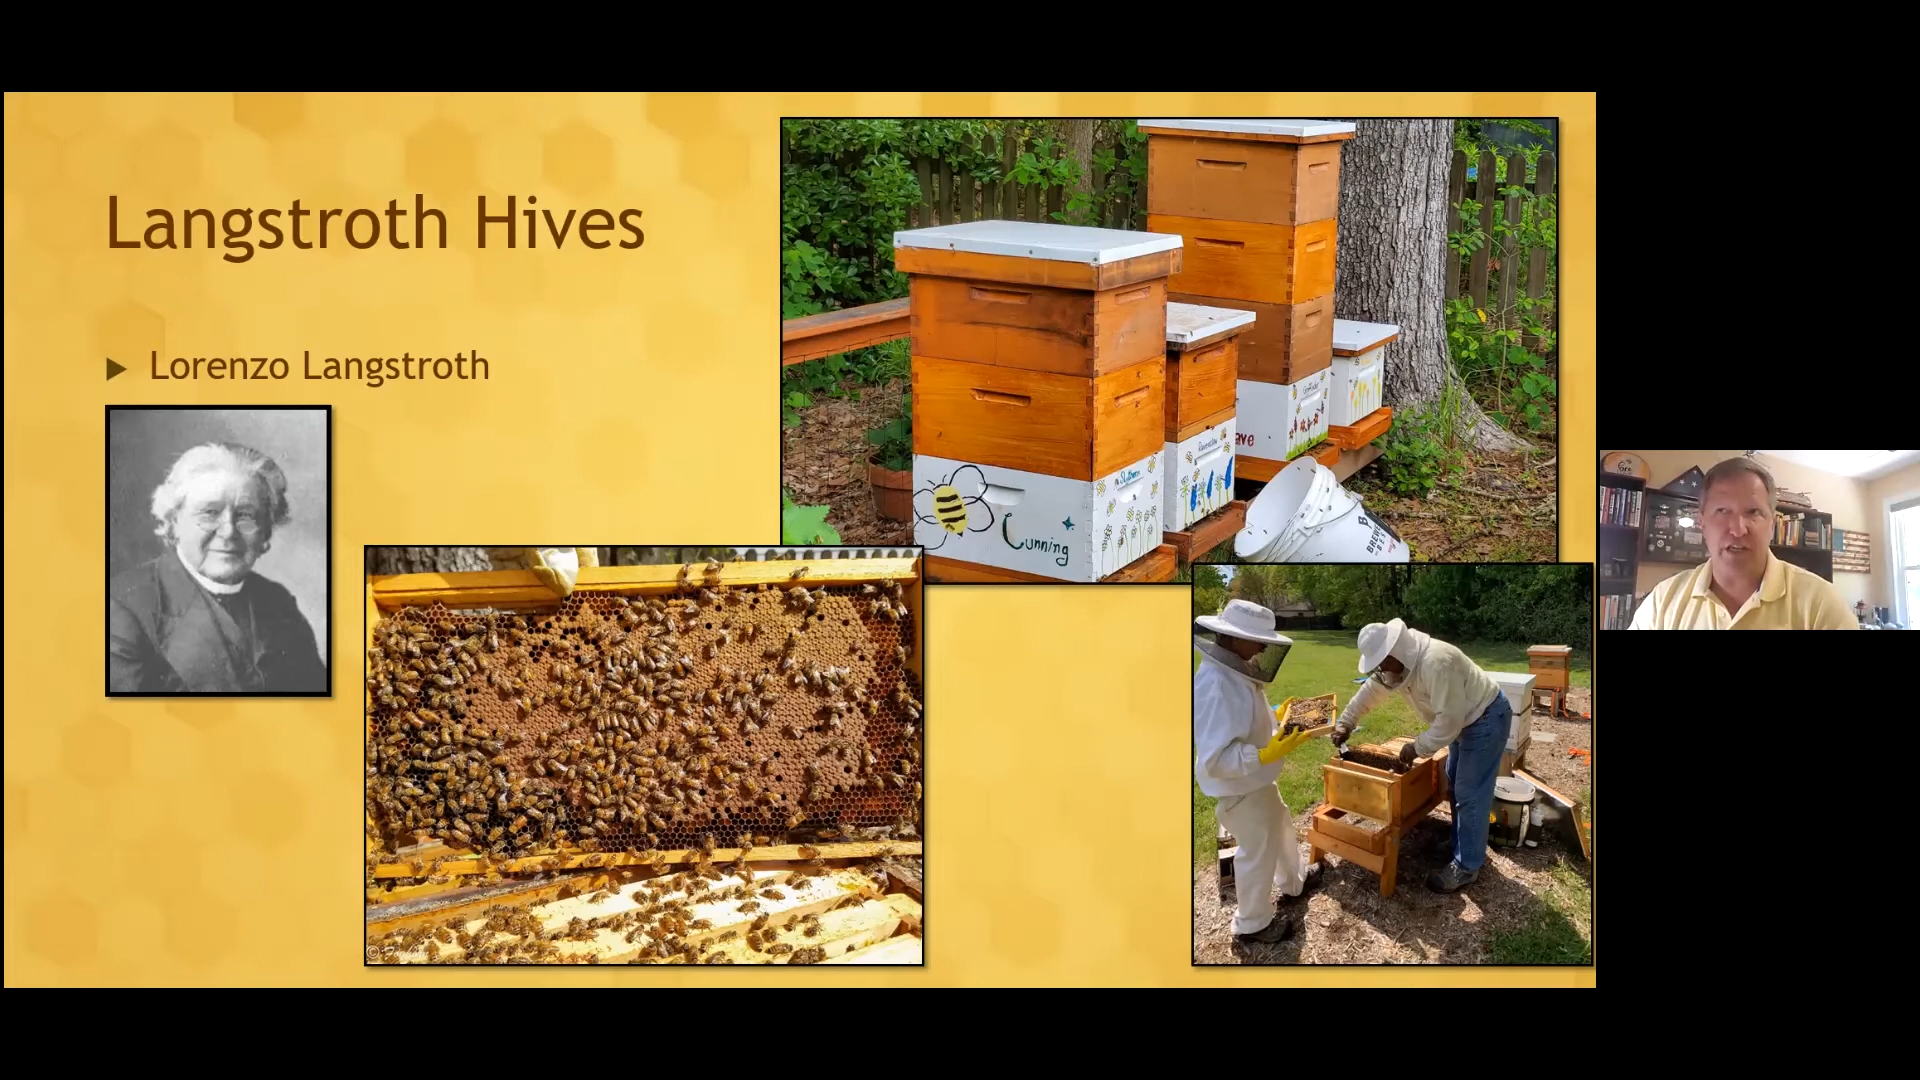 Langstroth Hives
Lorenzo Langstroth
Cunning
ave